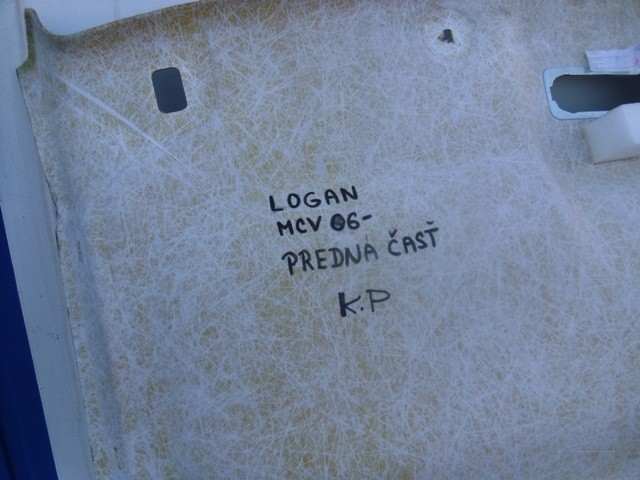 LOGAN
MCV 06-
PREDNÁ ČASŤ
K.P